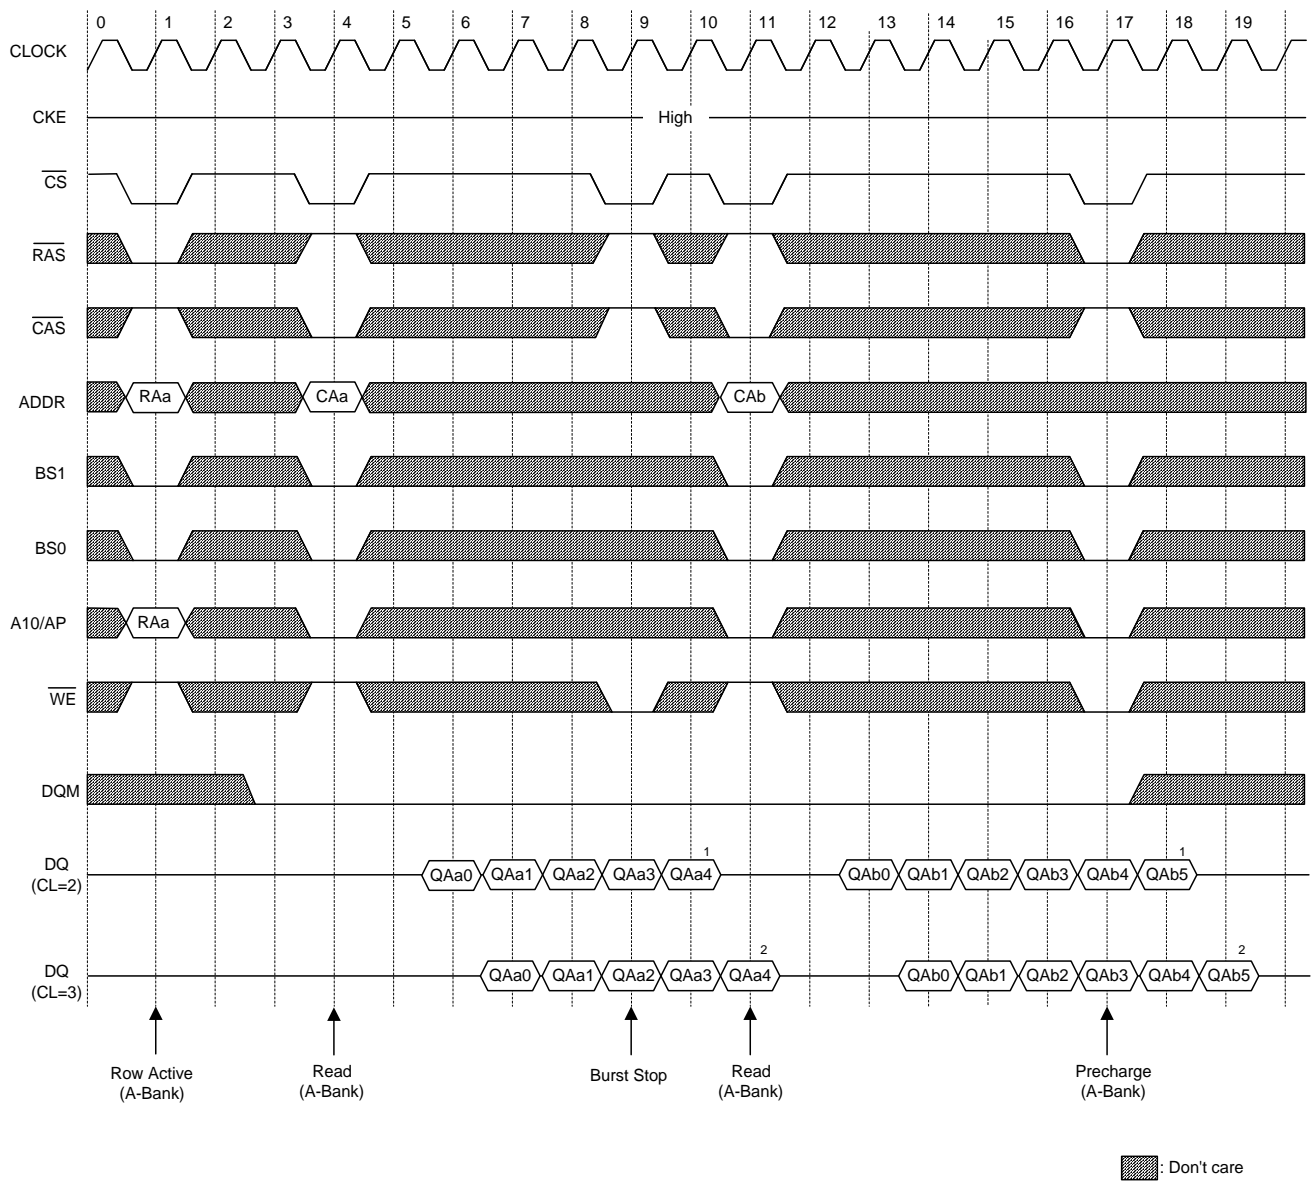 0 1 2 3 4 5 6 7 8 9 10 11 12 13 14 15 16 17 18 19
CLOCK
CKE High
CS
RAS
CAS
ADDR RAa CAa CAb
BS1
BS0
A10/AP RAa
WE
DQM
1 1
DQ
(CL=2) QAa0 QAa1 QAa2 QAa3 QAa4 QAb0 QAb1 QAb2 QAb3 QAb4 QAb5
2 2
DQ
(CL=3) QAa0 QAa1 QAa2 QAa3 QAa4 QAb0 QAb1 QAb2 QAb3 QAb4 QAb5
Row Active
(A-Bank)
Read
(A-Bank)
Burst Stop
Read
(A-Bank)
Precharge
(A-Bank)
: Don't care